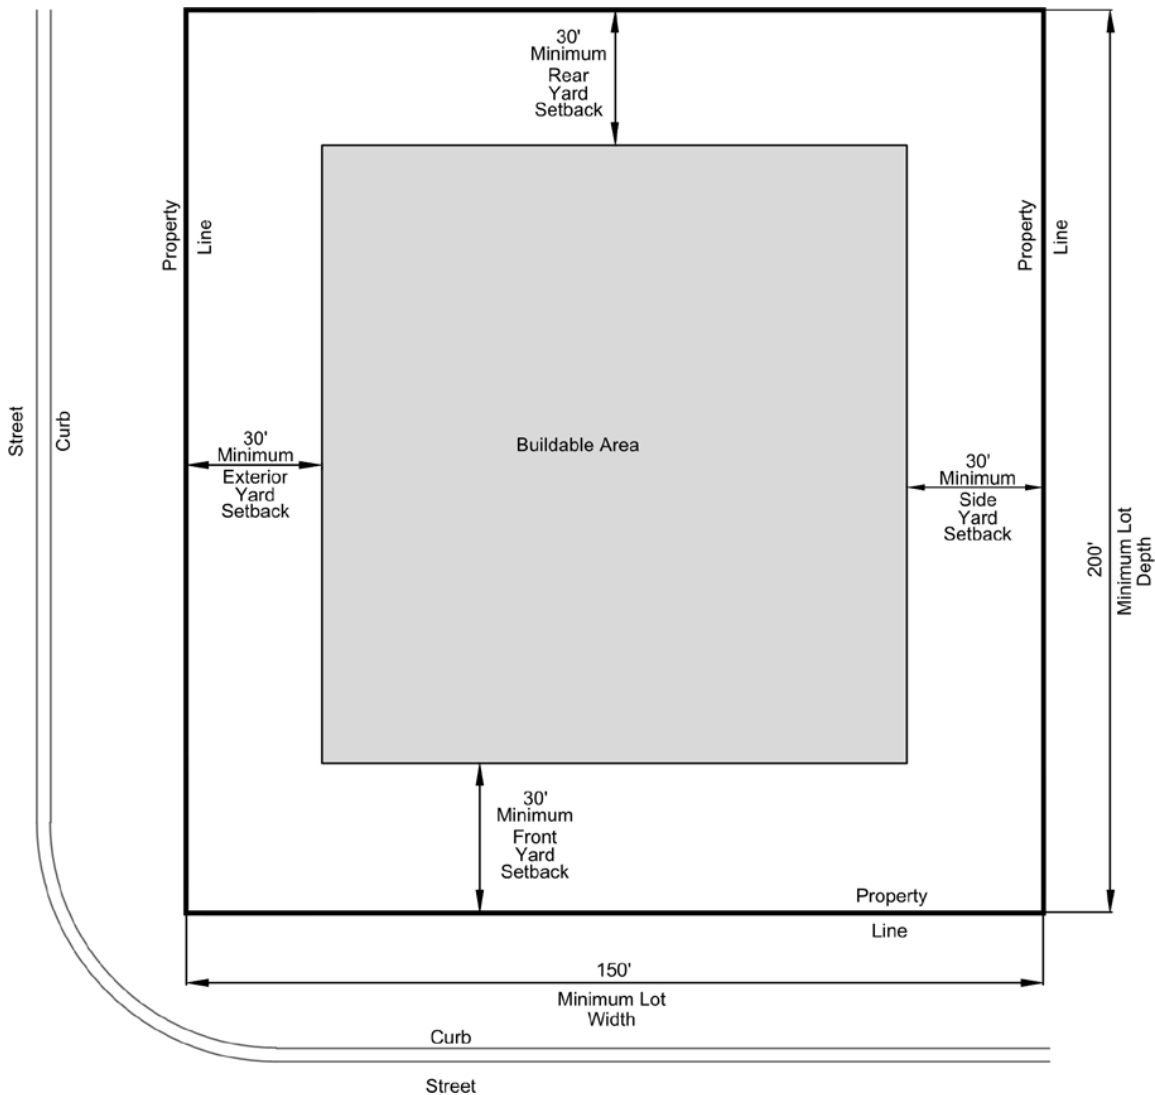 30'
Minimum
Rear
Yard
Setback
Property
Line
Property
Line
Street
Curb
Buildable Area
30'
Minimum
Exterior
Yard
Setback
30'
Minimum
Side
Yard
Setback
200'
Minimum Lot
Depth
30'
Minimum
Front
Yard
Setback
Property
Line
150'
Minimum Lot
Width
Curb
Street